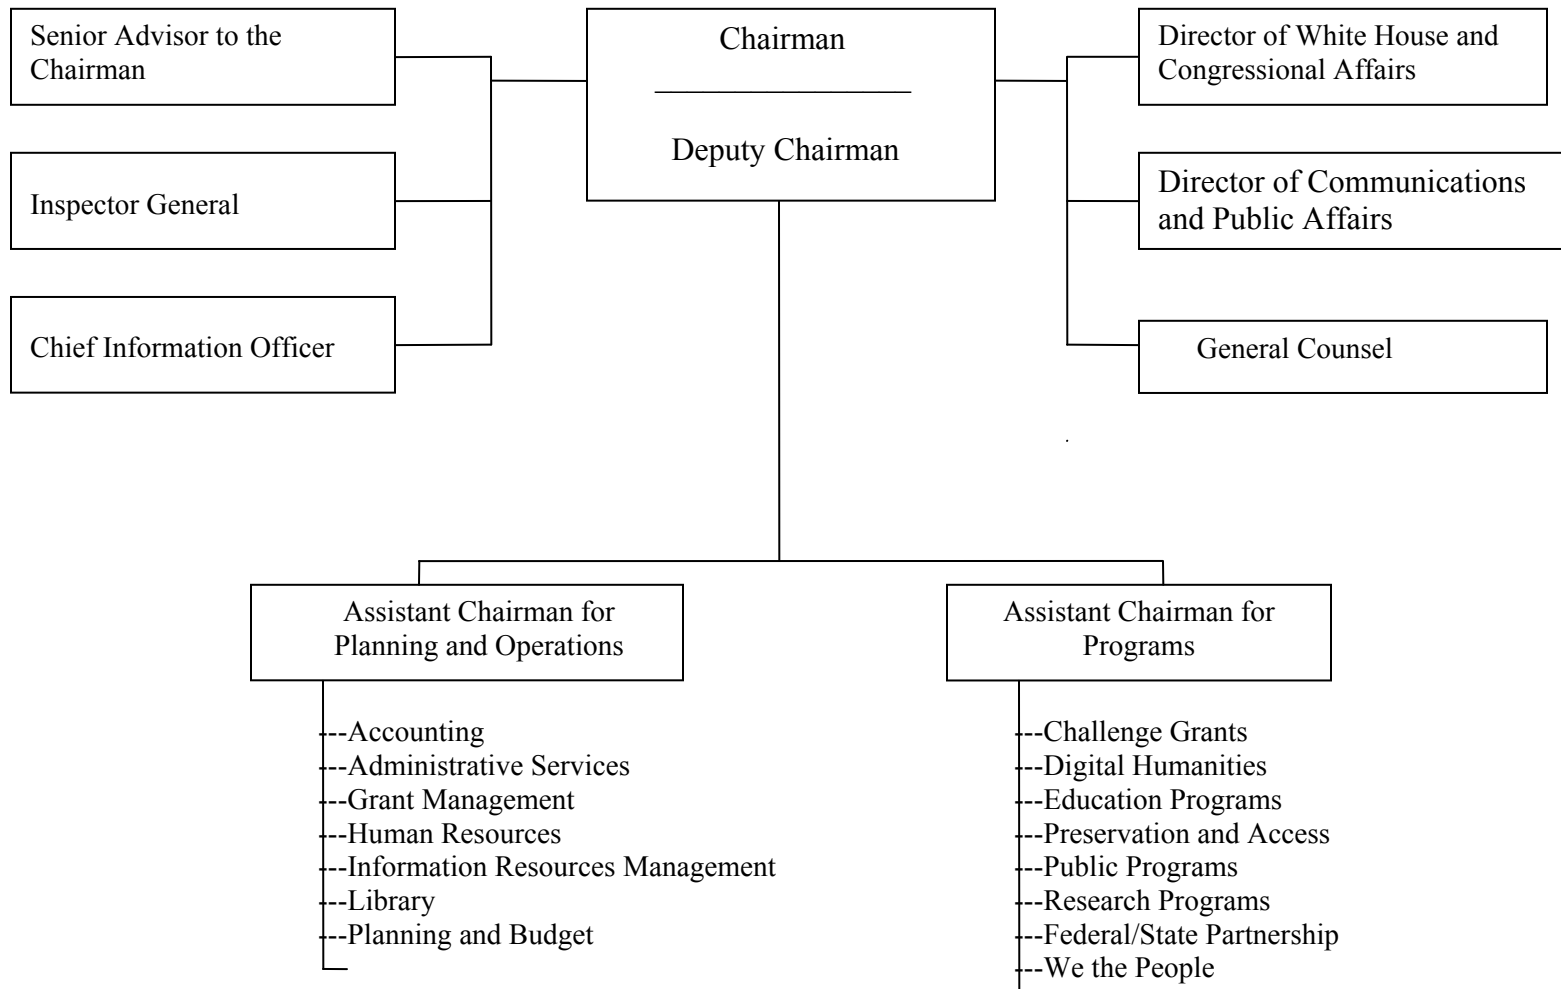 Senior Advisor to the
Chairman
Chairman
Deputy Chairman
Director of White House and
Congressional Affairs
Inspector General
Director of Communications
and Public Affairs
Chief Information Officer
General Counsel
Assistant Chairman for
Planning and Operations
---Accounting
---Administrative Services
---Grant Management
---Human Resources
---Information Resources Management
---Library
---Planning and Budget
Assistant Chairman for
Programs
---Challenge Grants
---Digital Humanities
---Education Programs
---Preservation and Access
---Public Programs
---Research Programs
---Federal/State Partnership
---We the People